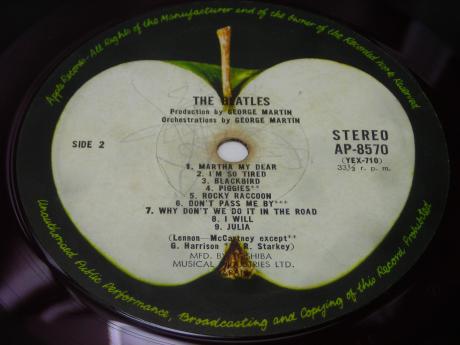 Apple Records-All Rights of the Manufacturer and of the Owner of the Recorded Work Reserved
THE BEATLES
Production by GEORGE MARTIN
Orchestrations by GEORGE MARTIN
SIDE 2
STEREO
AP-8570
(YEX-710)
33⅓ r. p. m.
1. MARTHA MY DEAR
2. I'M SO TIRED
3. BLACKBIRD
4. PIGGIES**
5. ROCKY RACCOON
6. DON'T PASS ME BY***
7. WHY DON'T WE DO IT IN THE ROAD
8. I WILL
9. JULIA
(Lennon-McCartney except**
G. Harrison R. Starkey)
MFD. BY TOSHIBA
MUSICAL INDUSTRIES LTD.
Unauthorised Public Performance, Broadcasting and Copying of this Record Prohibited